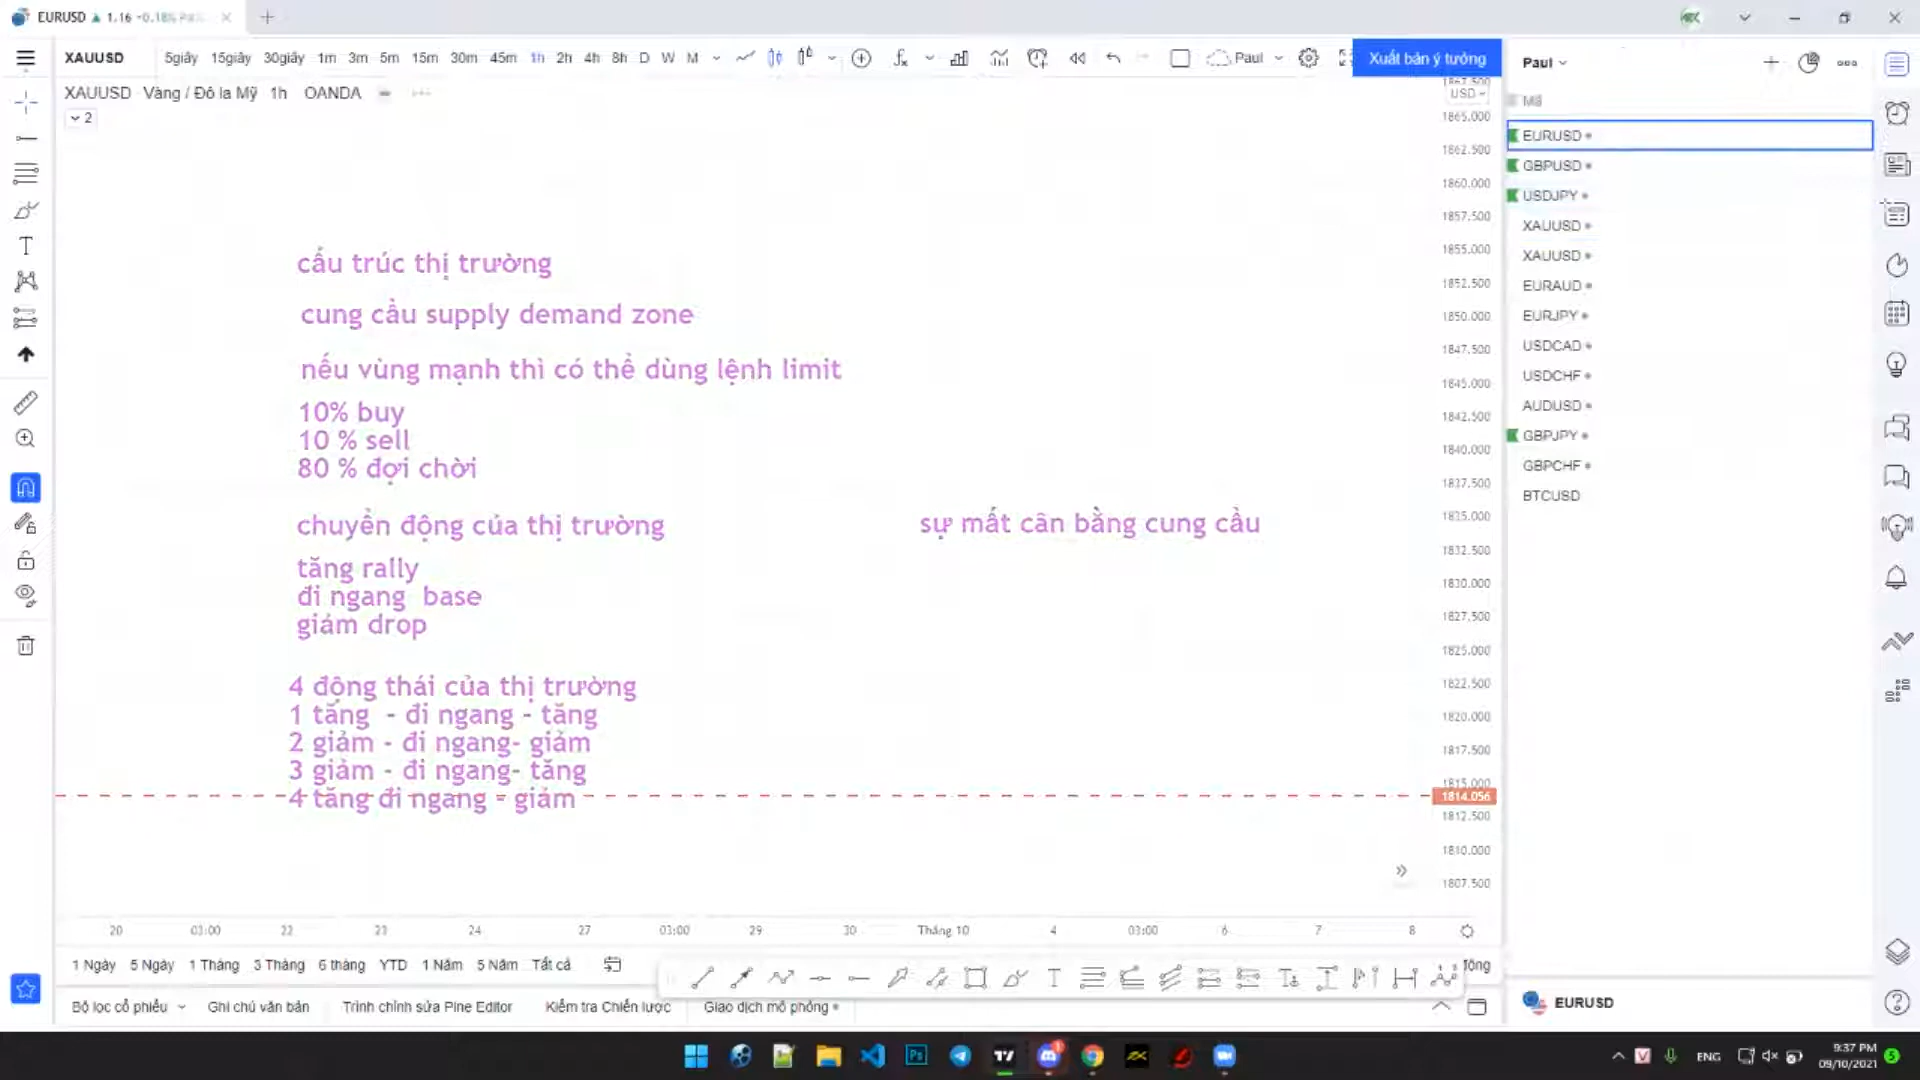 EURUSD ▲ 1.16
XAUUSD 5giây 15giây 30giây 1m 3m 5m 15m 30m 45m 1h 2h 4h 8h D W M Paul Xuất bản ý tưởng
XAUUSD Vàng / Đô la Mỹ 1h OANDA
2
USD
1865.000
1862.500
1860.000
1857.500
1855.000
1852.500
1850.000
1847.500
1845.000
1842.500
1840.000
1837.500
1835.000
1832.500
1830.000
1827.500
1825.000
1822.500
1820.000
1817.500
1815.000
1814.056
1812.500
1810.000
1807.500
cấu trúc thị trường
cung cầu supply demand zone
nếu vùng mạnh thì có thể dùng lệnh limit
10% buy
10 % sell
80 % đợi chời
chuyển động của thị trường
sự mất cân bằng cung cầu
tăng rally
đi ngang base
giảm drop
4 động thái của thị trường
1 tăng - đi ngang - tăng
2 giảm - đi ngang- giảm
3 giảm - đi ngang- tăng
4 tăng đi ngang - giảm
20 03:00 22 23 24 27 03:00 29 30 Tháng 10 4 03:00 6 7 8
1 Ngày 5 Ngày 1 Tháng 3 Tháng 6 tháng YTD 1 Năm 5 Năm Tất cả
Bộ lọc cổ phiếu Ghi chú văn bản Trình chỉnh sửa Pine Editor Kiểm tra Chiến lược Giao dịch mô phỏng
Paul
Mã
EURUSD
GBPUSD
USDJPY
XAUUSD
XAUUSD
EURAUD
EURJPY
USDCAD
USDCHF
AUDUSD
GBPJPY
GBPCHF
BTCUSD
EURUSD
ENG
9:37 PM
09/10/2021
5